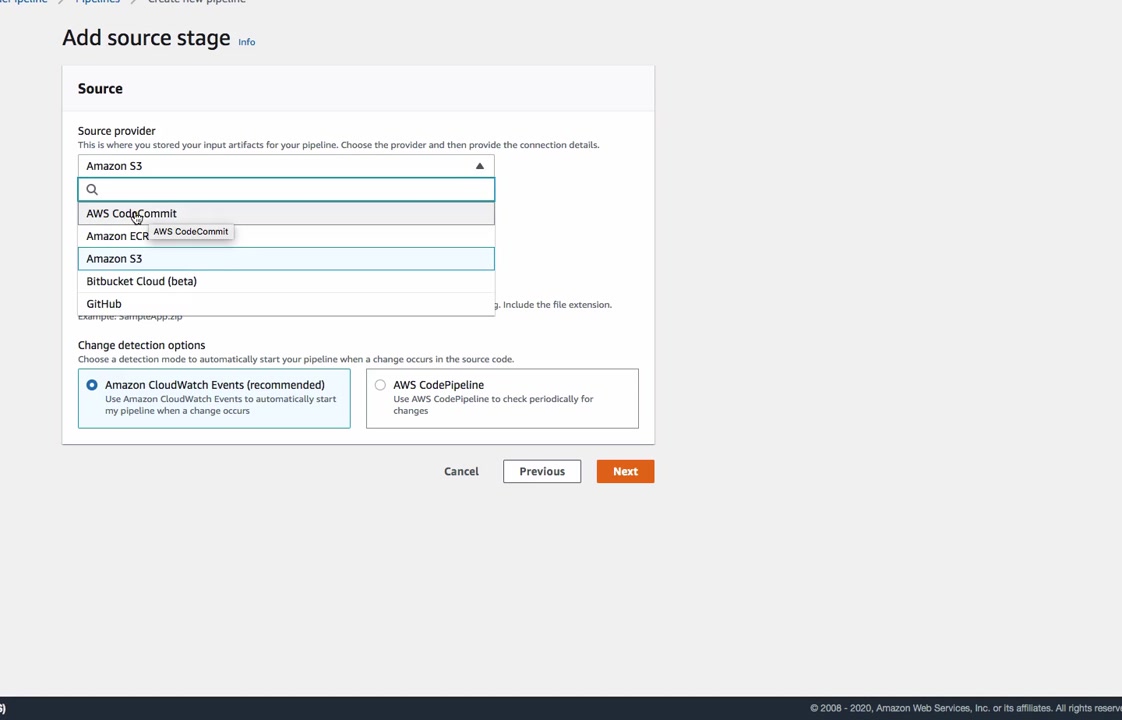 Pipelines
Create new pipeline
Add source stage Info
Source
Source provider
This is where you stored your input artifacts for your pipeline. Choose the provider and then provide the connection details.
Amazon S3
AWS CodeCommit
AWS CodeCommit
Amazon ECR
Amazon S3
Bitbucket Cloud (beta)
GitHub
g. Include the file extension.
Example: SampleApp.zip
Change detection options
Choose a detection mode to automatically start your pipeline when a change occurs in the source code.
Amazon CloudWatch Events (recommended)
Use Amazon CloudWatch Events to automatically start
my pipeline when a change occurs
AWS CodePipeline
Use AWS CodePipeline to check periodically for
changes
Cancel
Previous
Next
© 2008 - 2020, Amazon Web Services, Inc. or its affiliates. All rights reserve